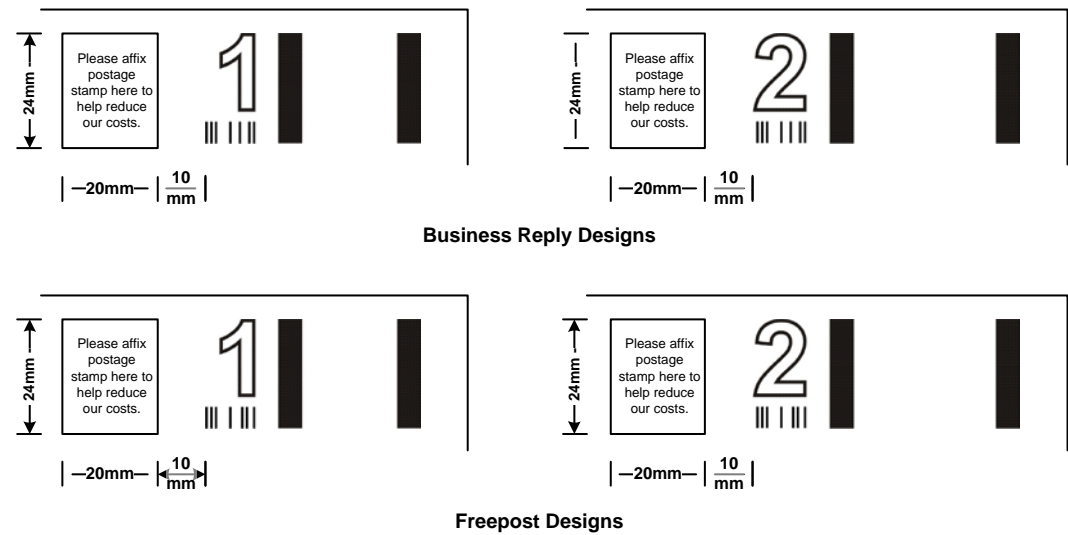 24mm
Please affix
postage
stamp here to
help reduce
our costs.
1
20mm
10
mm
24mm
Please affix
postage
stamp here to
help reduce
our costs.
2
20mm
10
mm
Business Reply Designs
24mm
Please affix
postage
stamp here to
help reduce
our costs.
1
20mm
10
mm
24mm
Please affix
postage
stamp here to
help reduce
our costs.
2
20mm
10
mm
Freepost Designs